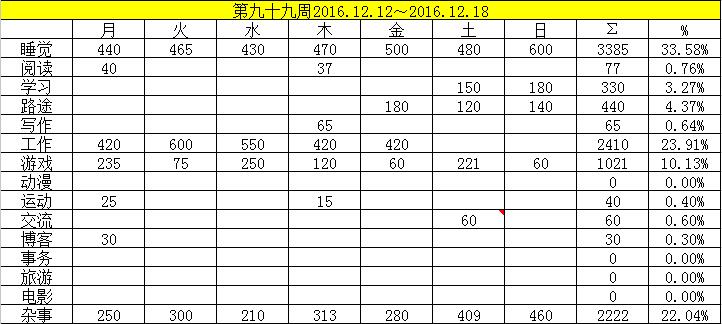 第九十九周2016.12.12～2016.12.18
月 火 水 木 金 土 日 Σ %
睡觉 440 465 430 470 500 480 600 3385 33.58%
阅读 40 37 77 0.76%
学习 150 180 330 3.27%
路途 180 120 140 440 4.37%
写作 65 65 0.64%
工作 420 600 550 420 420 2410 23.91%
游戏 235 75 250 120 60 221 60 1021 10.13%
动漫 0 0.00%
运动 25 15 40 0.40%
交流 60 60 0.60%
博客 30 30 0.30%
事务 0 0.00%
旅游 0 0.00%
电影 0 0.00%
杂事 250 300 210 313 280 409 460 2222 22.04%